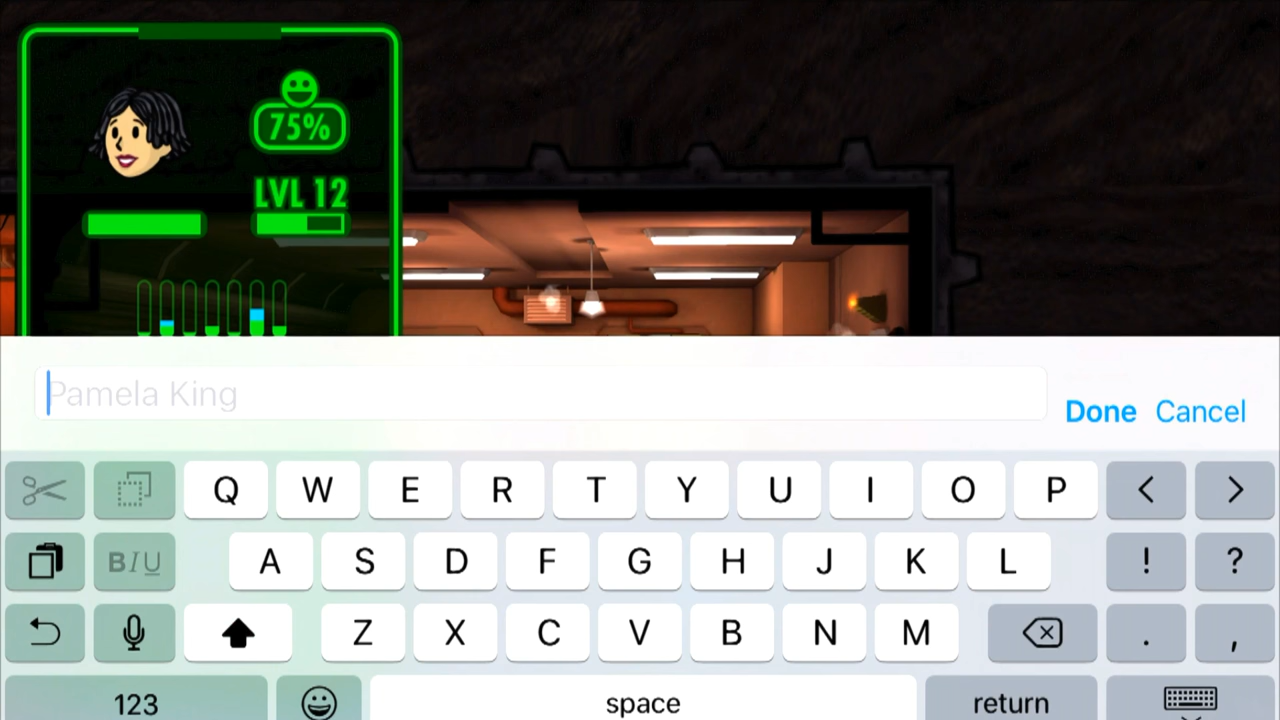 75%
LVL 12
Pamela King
Done Cancel
Q W E R T Y U I O P < >
BIU A S D F G H J K L ! ?
Z X C V B N M . ,
123 space return